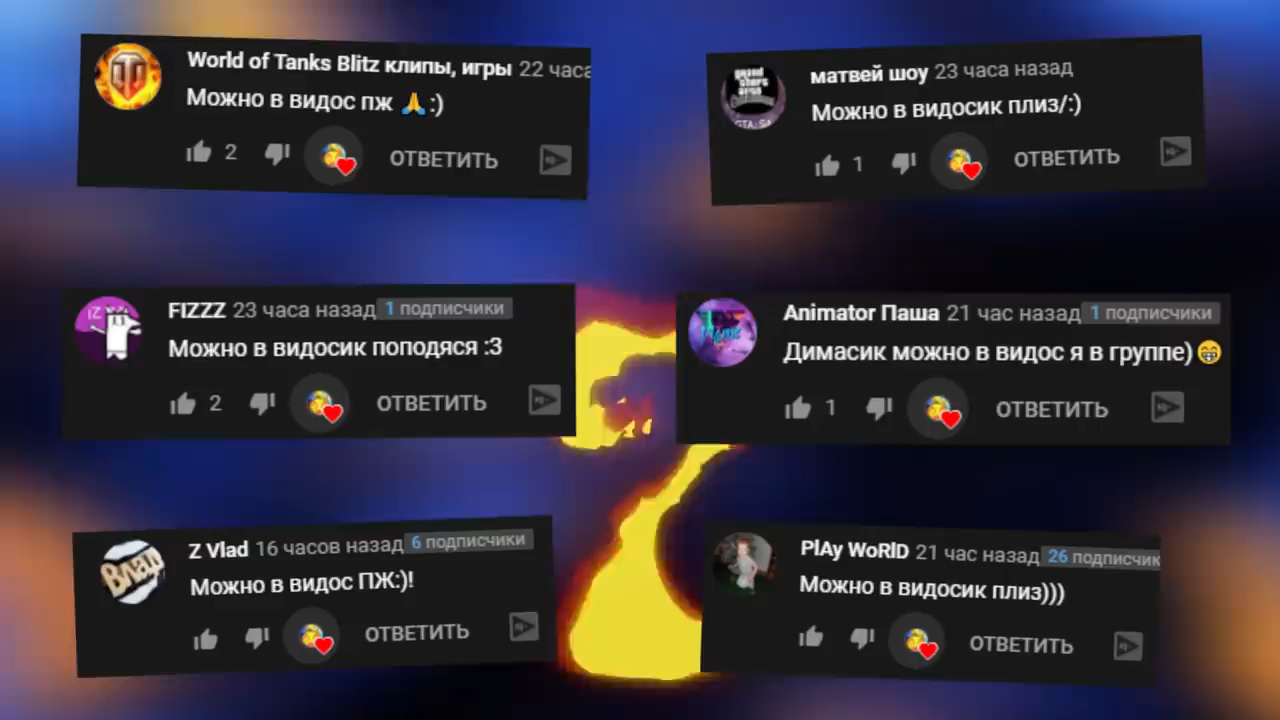 World of Tanks Blitz клипы, игры 22 часа
Можно в видос пж 🙏:)
2 ОТВЕТИТЬ
матвей шоу 23 часа назад
Можно в видосик плиз/:)
1 ОТВЕТИТЬ
FIZZZ 23 часа назад 1 подписчики
Можно в видосик поподяся :3
2 ОТВЕТИТЬ
Animator Паша 21 час назад 1 подписчики
Димасик можно в видос я в группе)😁
1 ОТВЕТИТЬ
Z Vlad 16 часов назад 6 подписчики
Можно в видос ПЖ:)!
ОТВЕТИТЬ
PlAy WoRlD 21 час назад 26 подписчик
Можно в видосик плиз)))
ОТВЕТИТЬ
Влад